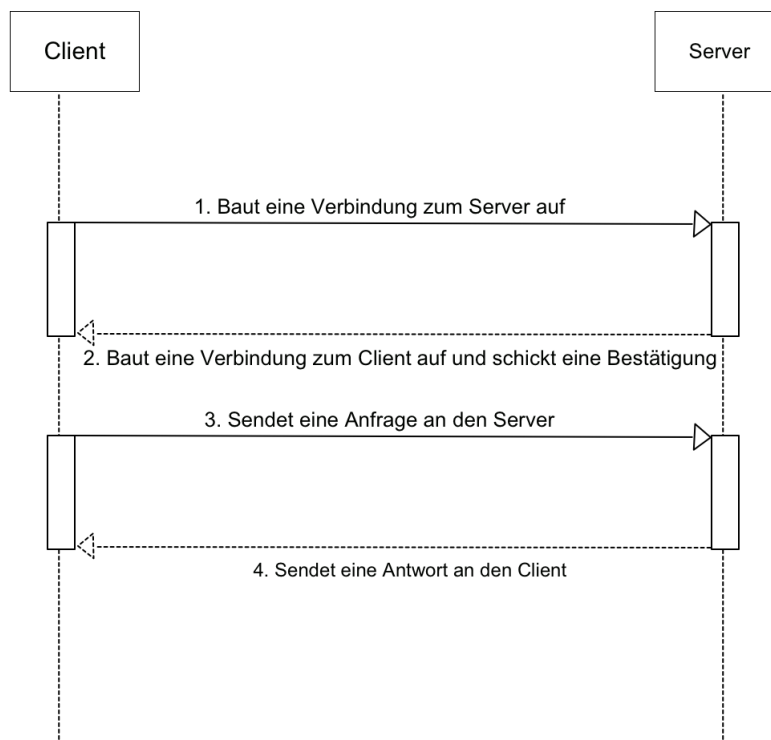 Client
Server
1. Baut eine Verbindung zum Server auf
2. Baut eine Verbindung zum Client auf und schickt eine Bestätigung
3. Sendet eine Anfrage an den Server
4. Sendet eine Antwort an den Client